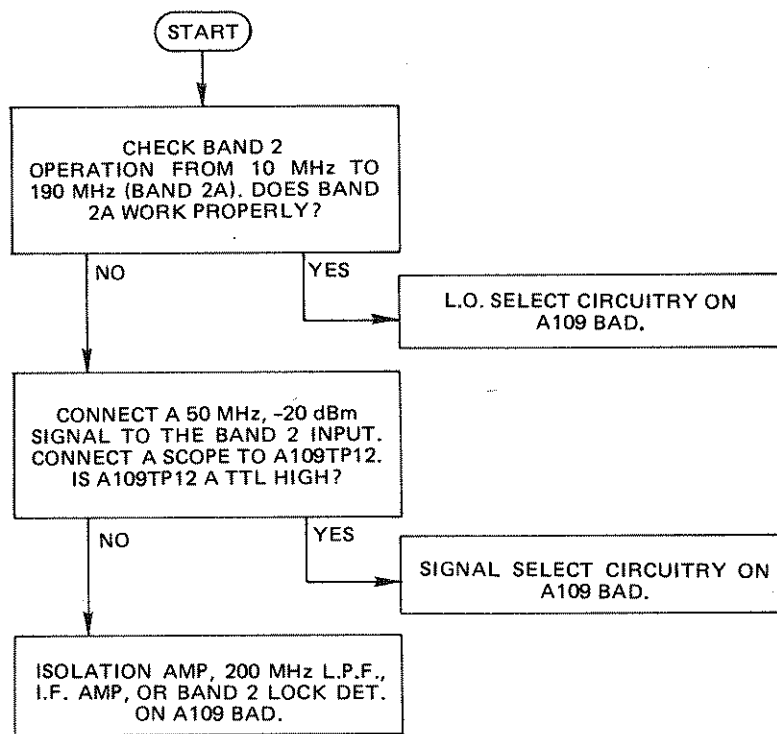 START
CHECK BAND 2
OPERATION FROM 10 MHz TO
190 MHz (BAND 2A). DOES BAND
2A WORK PROPERLY?
NO
YES
L.O. SELECT CIRCUITRY ON
A109 BAD.
CONNECT A 50 MHz, -20 dBm
SIGNAL TO THE BAND 2 INPUT.
CONNECT A SCOPE TO A109TP12.
IS A109TP12 A TTL HIGH?
NO
YES
SIGNAL SELECT CIRCUITRY ON
A109 BAD.
ISOLATION AMP, 200 MHz L.P.F.,
I.F. AMP, OR BAND 2 LOCK DET.
ON A109 BAD.